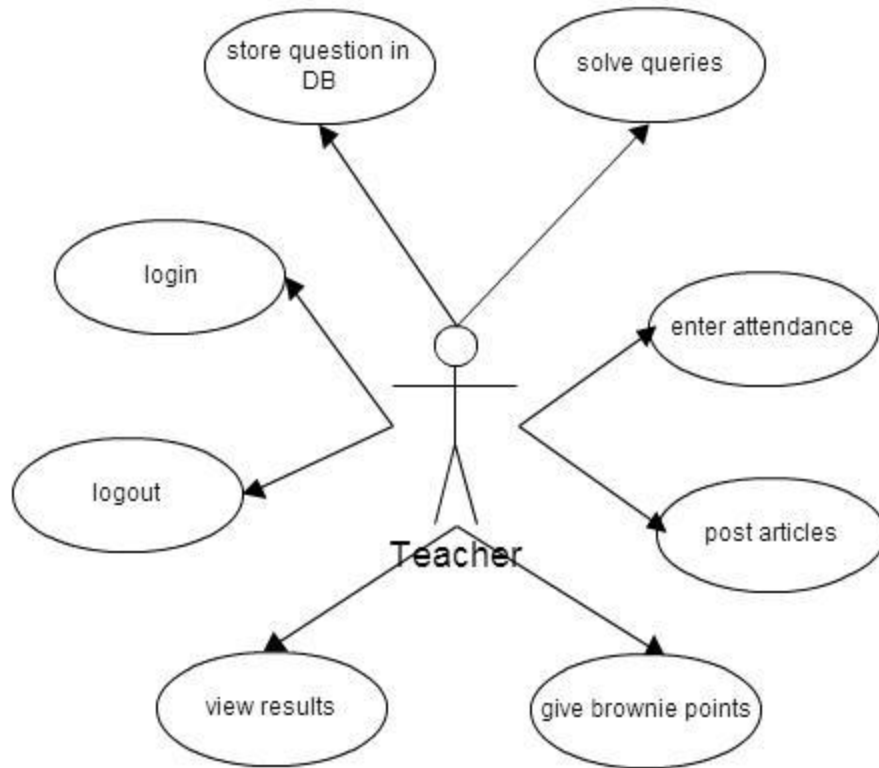 store question in
DB
solve queries
login
enter attendance
logout
post articles
Teacher
view results
give brownie points